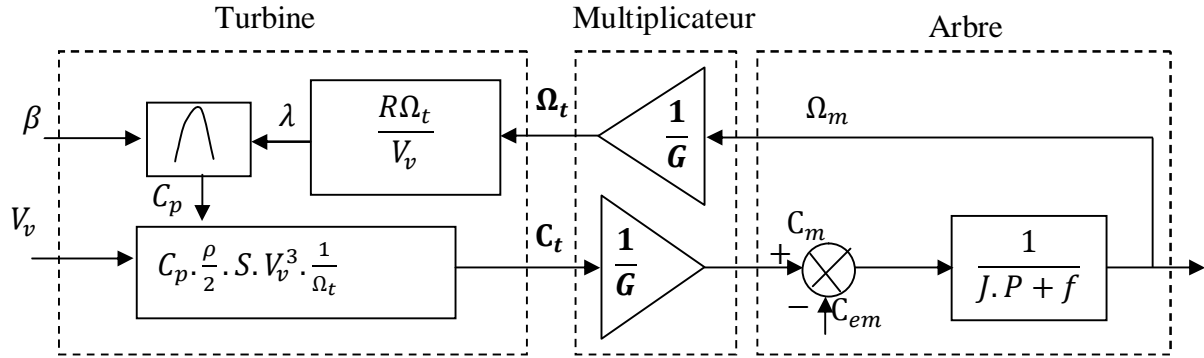 Turbine
Multiplicateur
Arbre
β
λ
RΩ_t / V_v
Ω_t
1/G
Ω_m
C_p
V_v
C_p . ρ/2 . S. V_v^3 . 1/Ω_t
C_t
1/G
C_m
+
−
C_em
1 / (J. P + f)